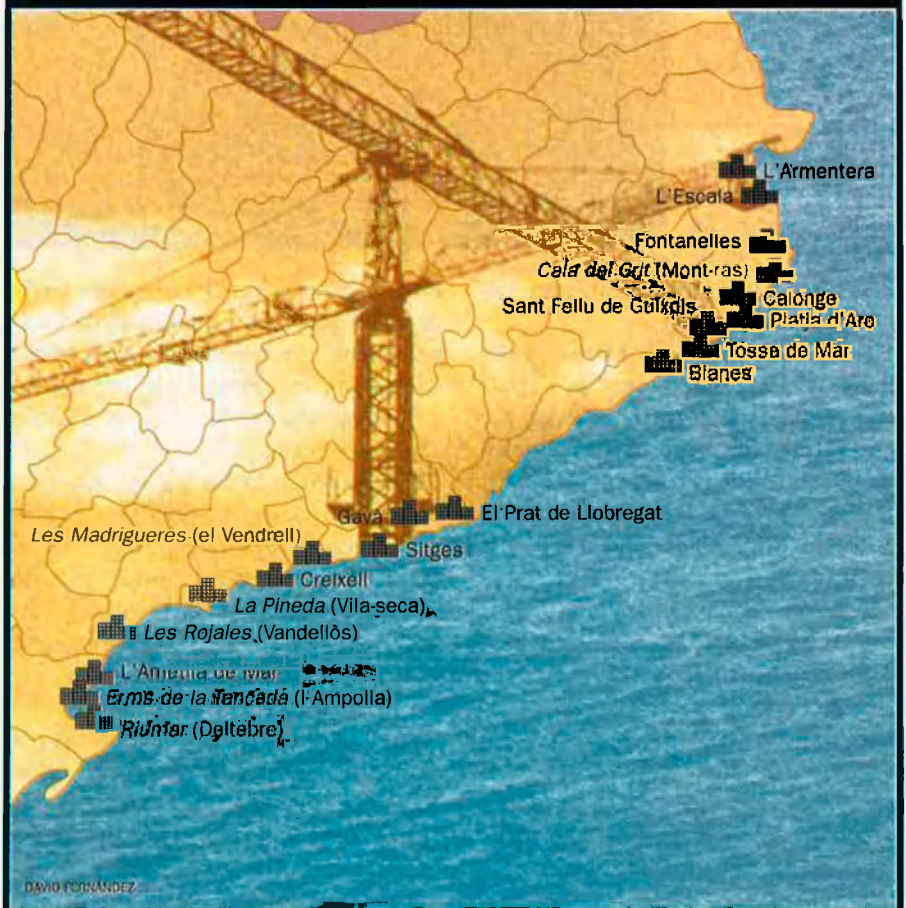 L'Armentera
L'Escala
Fontanelles
Cala del Crit (Mont-ras)
Calonge
Sant Feliu de Guíxols
Platja d'Aro
Tossa de Mar
Blanes
Gavà
El Prat de Llobregat
Les Madrigueres (el Vendrell)
Sitges
Creixell
La Pineda (Vila-seca)
Les Rojales (Vandellòs)
L'Ametlla de Mar
Erms de la Tancada (l'Ampolla)
Riumar (Deltebre)
DAVID FERNÁNDEZ